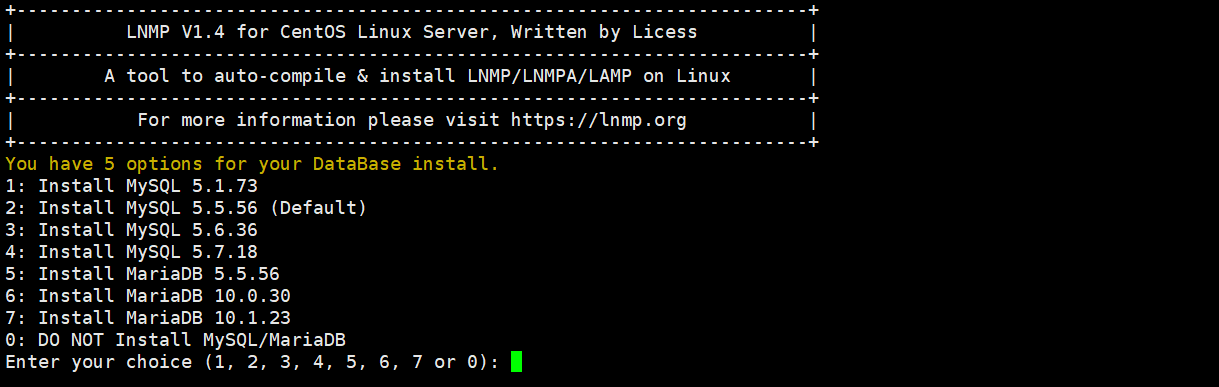 +------------------------------------------------------------------------+
|          LNMP V1.4 for CentOS Linux Server, Written by Licess          |
+------------------------------------------------------------------------+
|        A tool to auto-compile & install LNMP/LNMPA/LAMP on Linux       |
+------------------------------------------------------------------------+
|           For more information please visit https://lnmp.org           |
+------------------------------------------------------------------------+
You have 5 options for your DataBase install.
1: Install MySQL 5.1.73
2: Install MySQL 5.5.56 (Default)
3: Install MySQL 5.6.36
4: Install MySQL 5.7.18
5: Install MariaDB 5.5.56
6: Install MariaDB 10.0.30
7: Install MariaDB 10.1.23
0: DO NOT Install MySQL/MariaDB
Enter your choice (1, 2, 3, 4, 5, 6, 7 or 0):